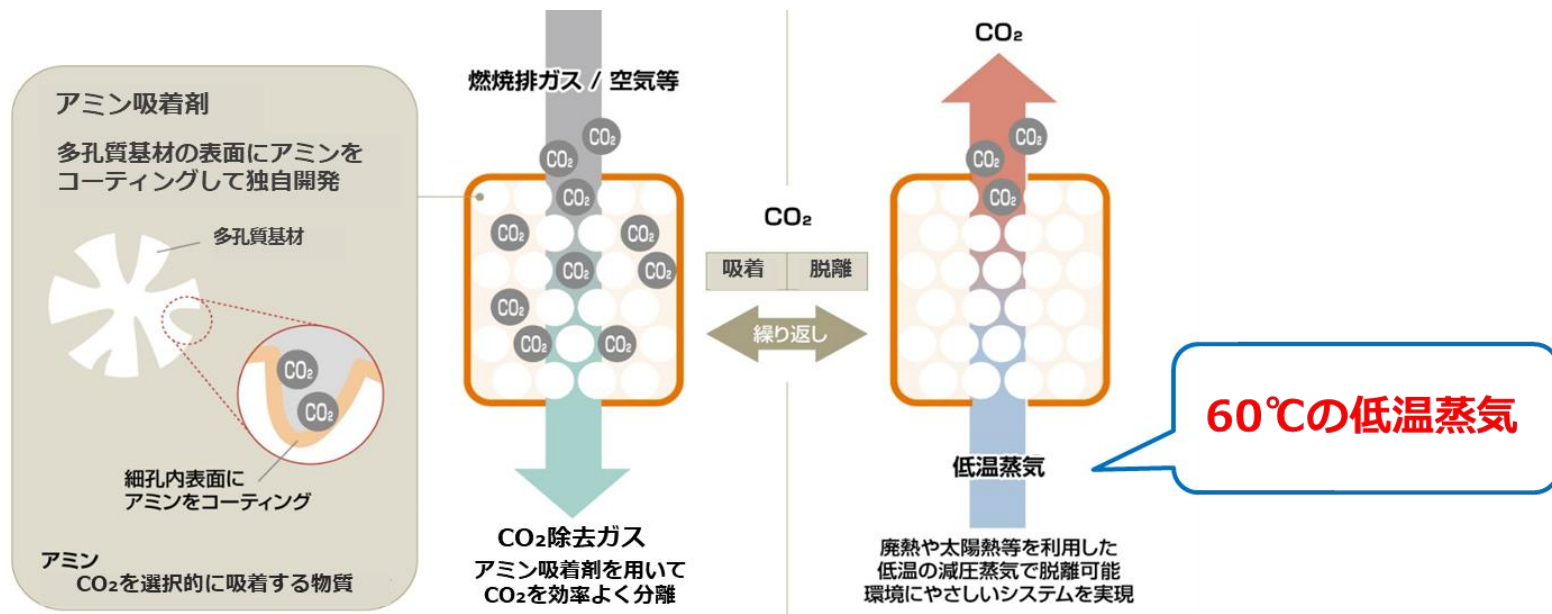 アミン吸着剤
多孔質基材の表面にアミンを
コーティングして独自開発
多孔質基材
CO₂
CO₂
細孔内表面に
アミンをコーティング
アミン
CO₂を選択的に吸着する物質
燃焼排ガス / 空気等
CO₂
CO₂
CO₂
CO₂
CO₂
CO₂
CO₂
CO₂
CO₂
CO₂
CO₂除去ガス
アミン吸着剤を用いて
CO₂を効率よく分離
CO₂
吸着 脱離
繰り返し
CO₂
CO₂
CO₂
CO₂
低温蒸気
廃熱や太陽熱等を利用した
低温の減圧蒸気で脱離可能
環境にやさしいシステムを実現
60℃の低温蒸気